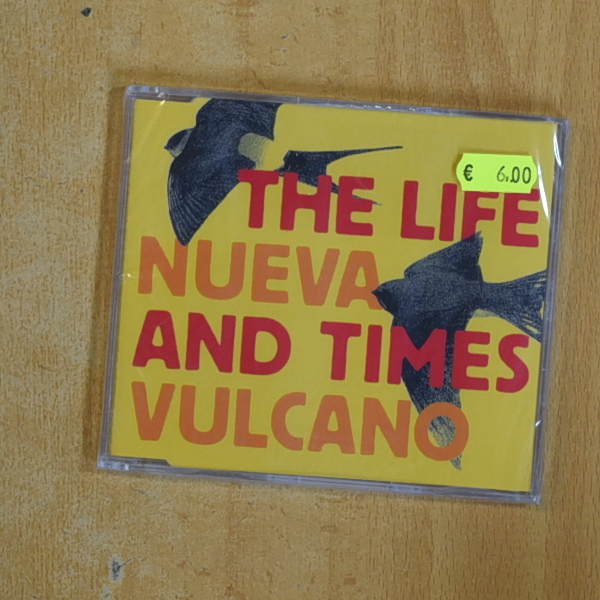 € 6,00
THE LIFE
NUEVA
AND TIMES
VULCANO